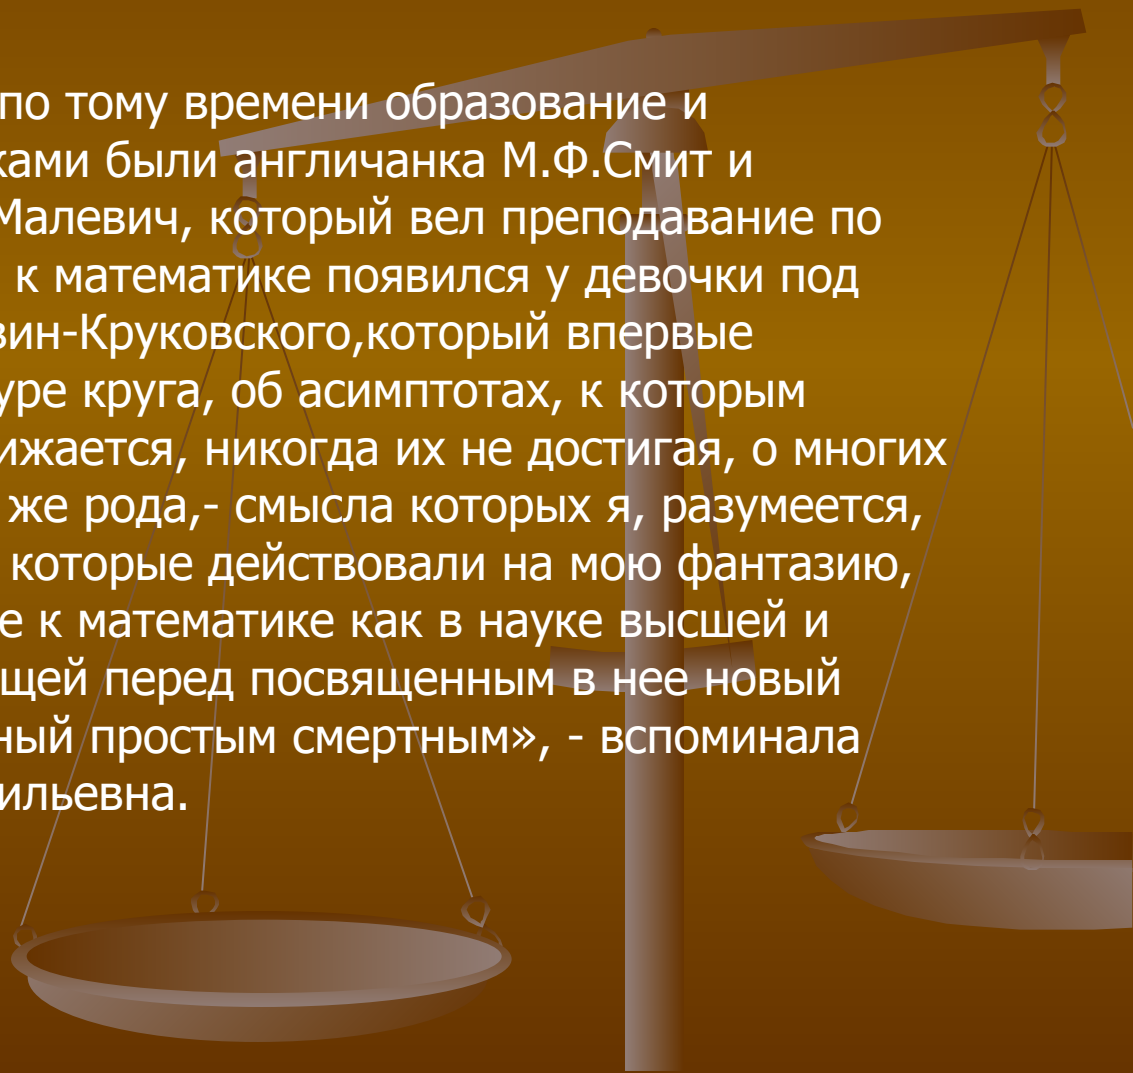 по тому времени образование и
ками были англичанка М.Ф.Смит и
Малевич, который вел преподавание по
к математике появился у девочки под
вин-Круковского,который впервые
уре круга, об асимптотах, к которым
ижается, никогда их не достигая, о многих
же рода,- смысла которых я, разумеется,
которые действовали на мою фантазию,
е к математике как в науке высшей и
щей перед посвященным в нее новый
ный простым смертным», - вспоминала
ильевна.